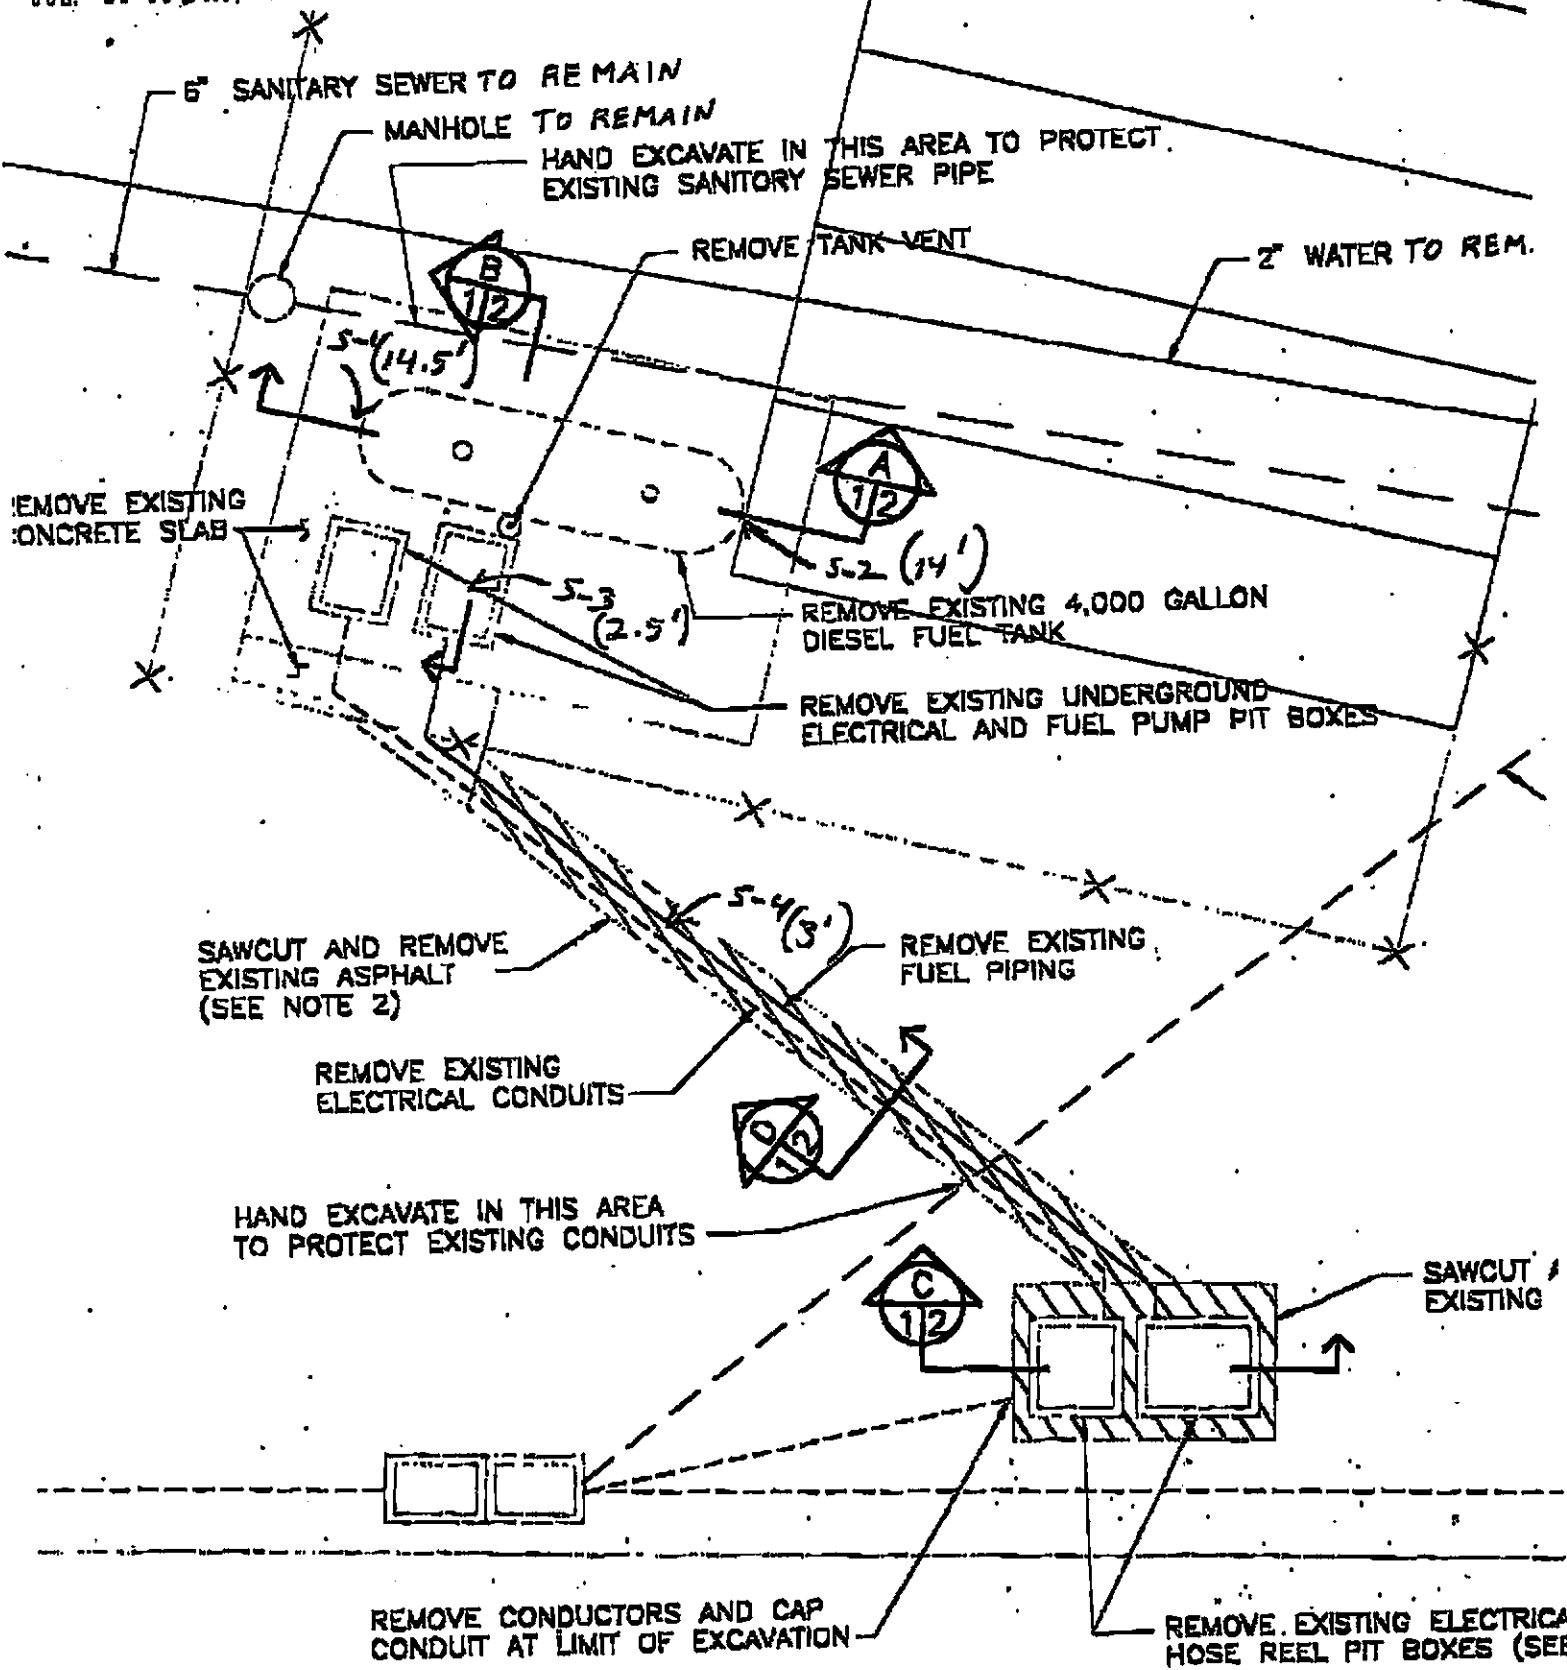 6" SANITARY SEWER TO REMAIN
MANHOLE TO REMAIN
HAND EXCAVATE IN THIS AREA TO PROTECT
EXISTING SANITORY SEWER PIPE
REMOVE TANK VENT
2" WATER TO REM.
B
1/2
(14.5')
A
1/2
EMOVE EXISTING
ONCRETE SLAB
S-2 (14')
S-3
(2.5')
REMOVE EXISTING 4,000 GALLON
DIESEL FUEL TANK
REMOVE EXISTING UNDERGROUND
ELECTRICAL AND FUEL PUMP PIT BOXES
S-4 (3')
SAWCUT AND REMOVE
EXISTING ASPHALT
(SEE NOTE 2)
REMOVE EXISTING
FUEL PIPING
REMOVE EXISTING
ELECTRICAL CONDUITS
D
1/2
HAND EXCAVATE IN THIS AREA
TO PROTECT EXISTING CONDUITS
C
1/2
SAWCUT
EXISTING
REMOVE CONDUCTORS AND CAP
CONDUIT AT LIMIT OF EXCAVATION
REMOVE EXISTING ELECTRICA
HOSE REEL PIT BOXES (SEE